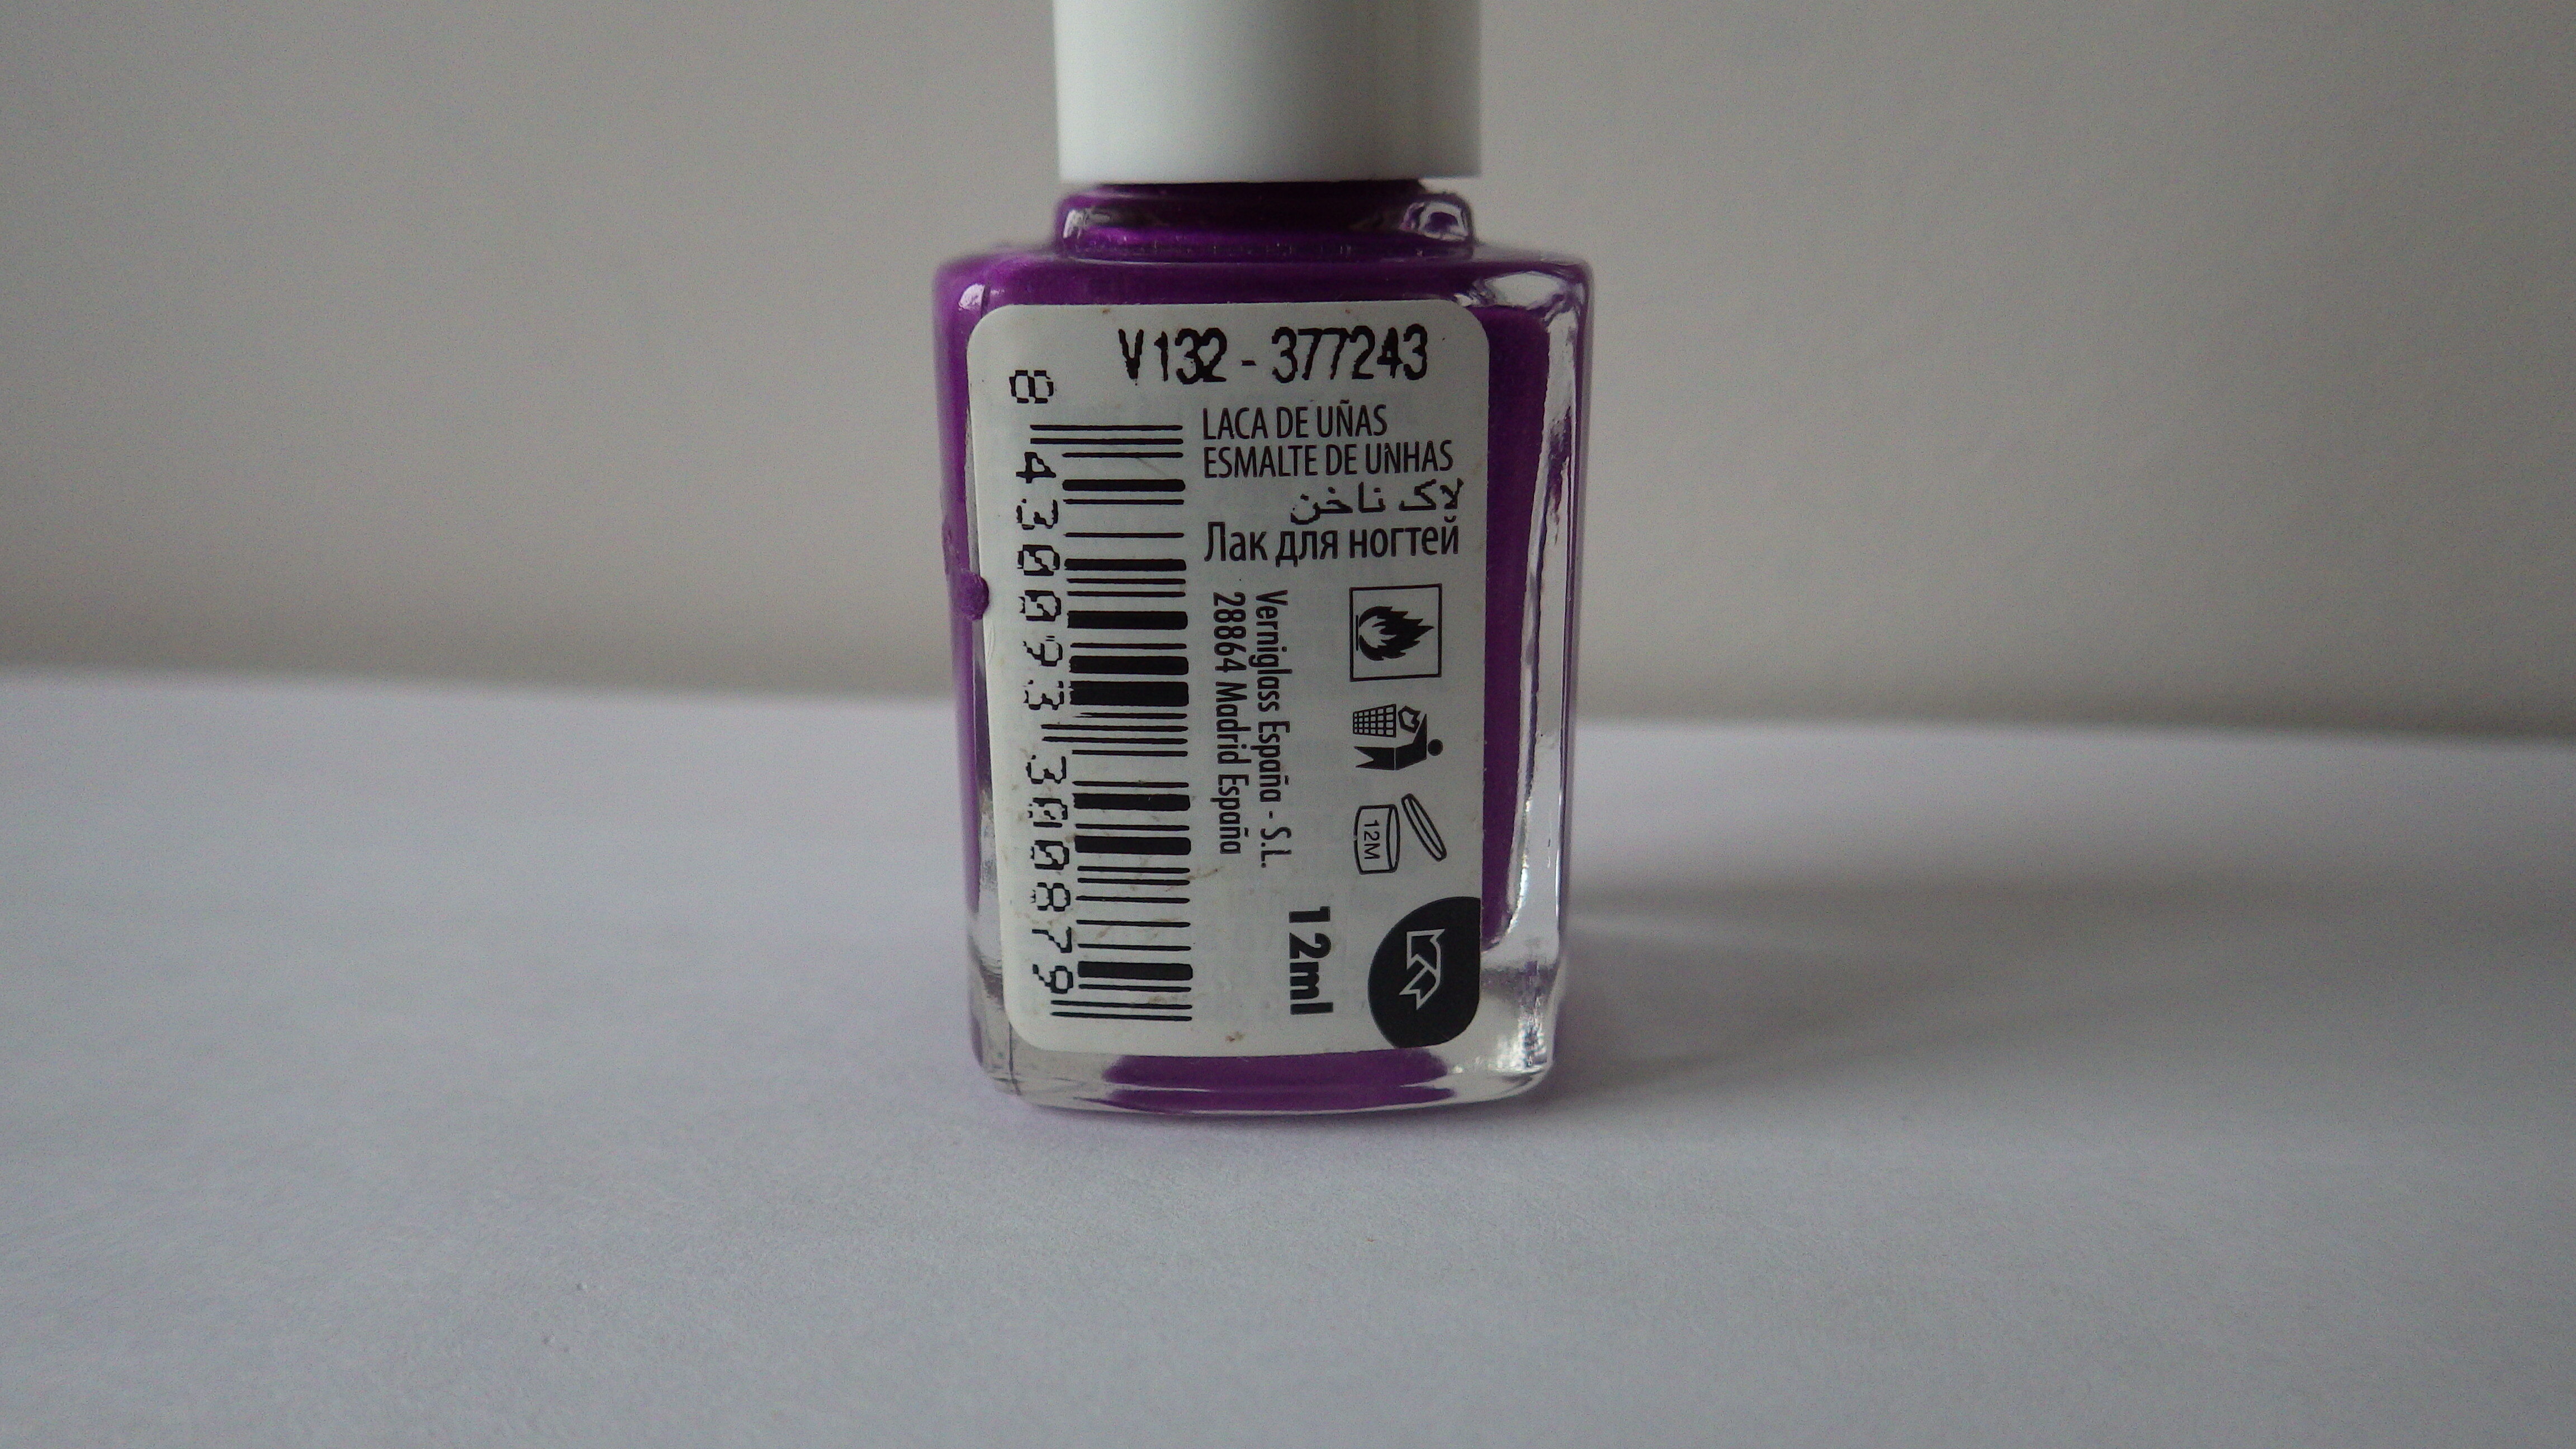 V132 - 377243
8 430093 300879
LACA DE UÑAS
ESMALTE DE UNHAS
لاک ناخن
Лак для ногтей
Verniglass España - S.L.
28864 Madrid España
12M
12ml